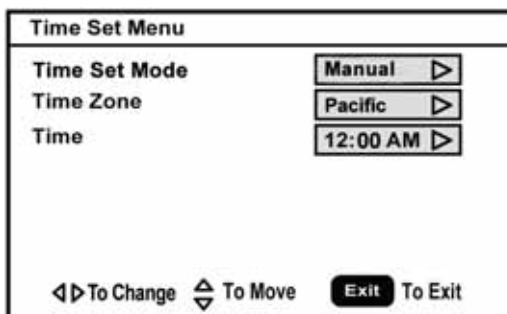 Time Set Menu
Time Set Mode Manual
Time Zone Pacific
Time 12:00 AM
To Change To Move Exit To Exit